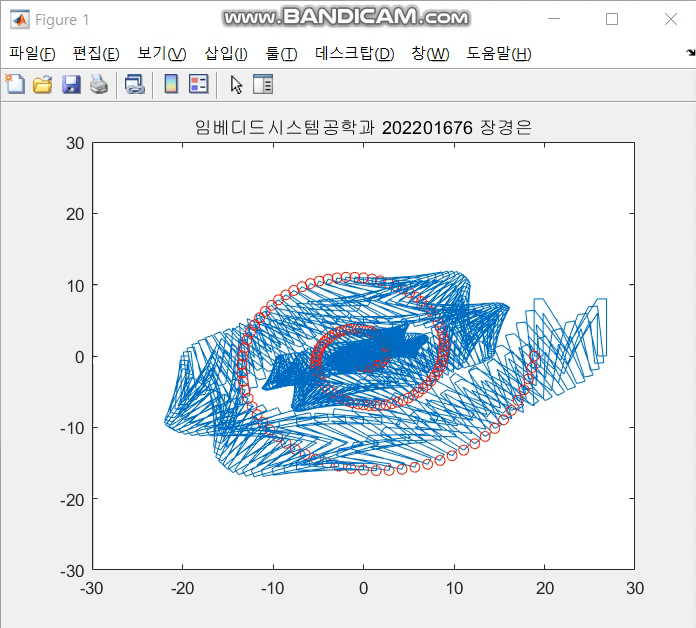 Figure 1
www.BANDICAM.com
파일(F) 편집(E) 보기(V) 삽입(I) 툴(T) 데스크탑(D) 창(W) 도움말(H)
임베디드시스템공학과 202201676 장경은
30
20
10
0
-10
-20
-30
-30 -20 -10 0 10 20 30